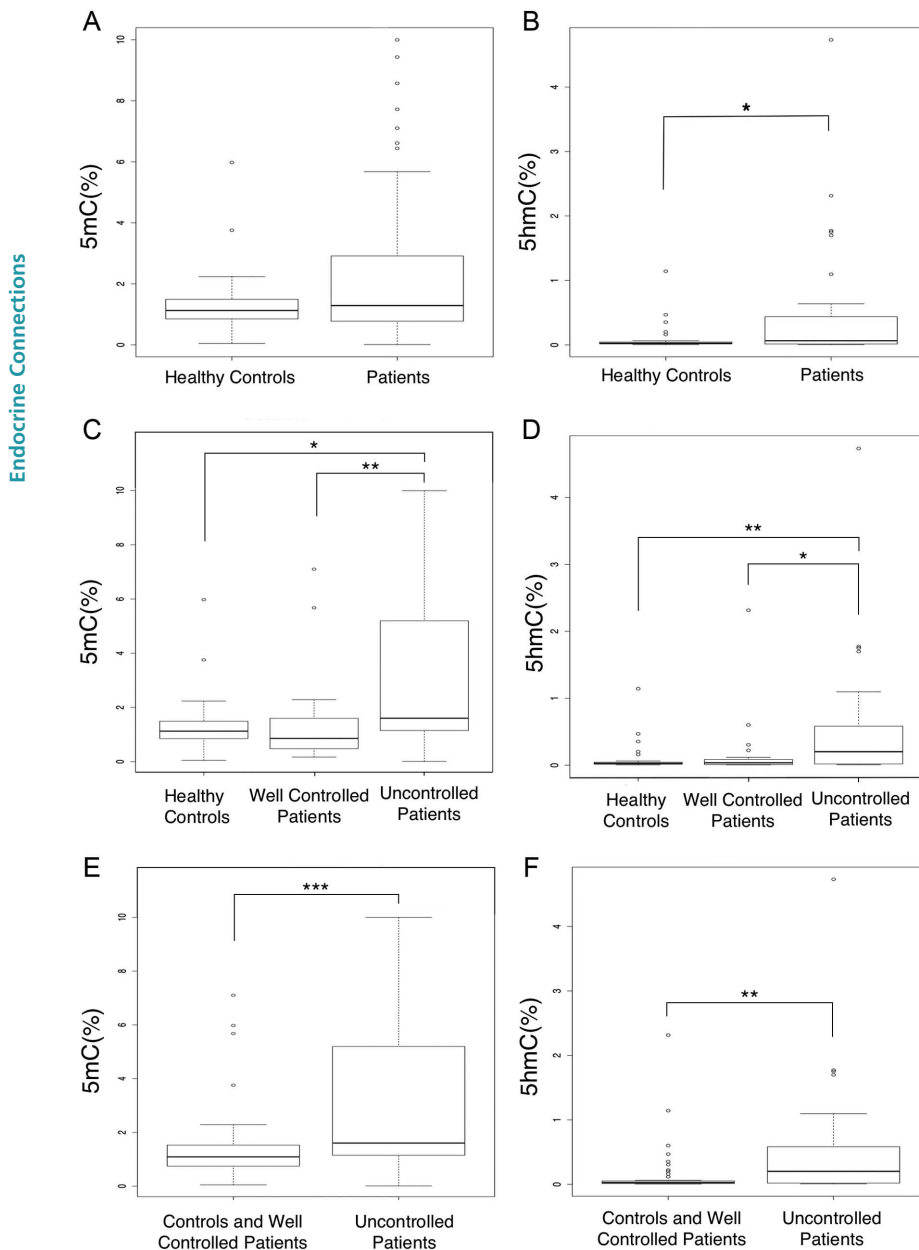 Endocrine Connections
A
5mC(%)
10
8
6
4
2
0
Healthy Controls
Patients
B
5hmC(%)
4
3
2
1
0
*
Healthy Controls
Patients
C
5mC(%)
10
8
6
4
2
0
*
**
Healthy
Controls
Well Controlled
Patients
Uncontrolled
Patients
D
5hmC(%)
4
3
2
1
0
**
*
Healthy
Controls
Well Controlled
Patients
Uncontrolled
Patients
E
5mC(%)
10
8
6
4
2
0
***
Controls and Well
Controlled Patients
Uncontrolled
Patients
F
5hmC(%)
4
3
2
1
0
**
Controls and Well
Controlled Patients
Uncontrolled
Patients